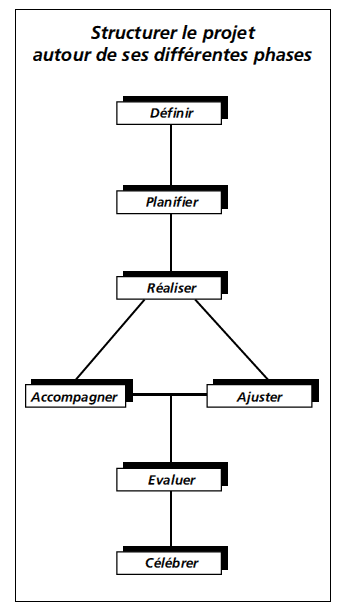 Structurer le projet
autour de ses différentes phases
Définir
Planifier
Réaliser
Accompagner
Ajuster
Evaluer
Célébrer